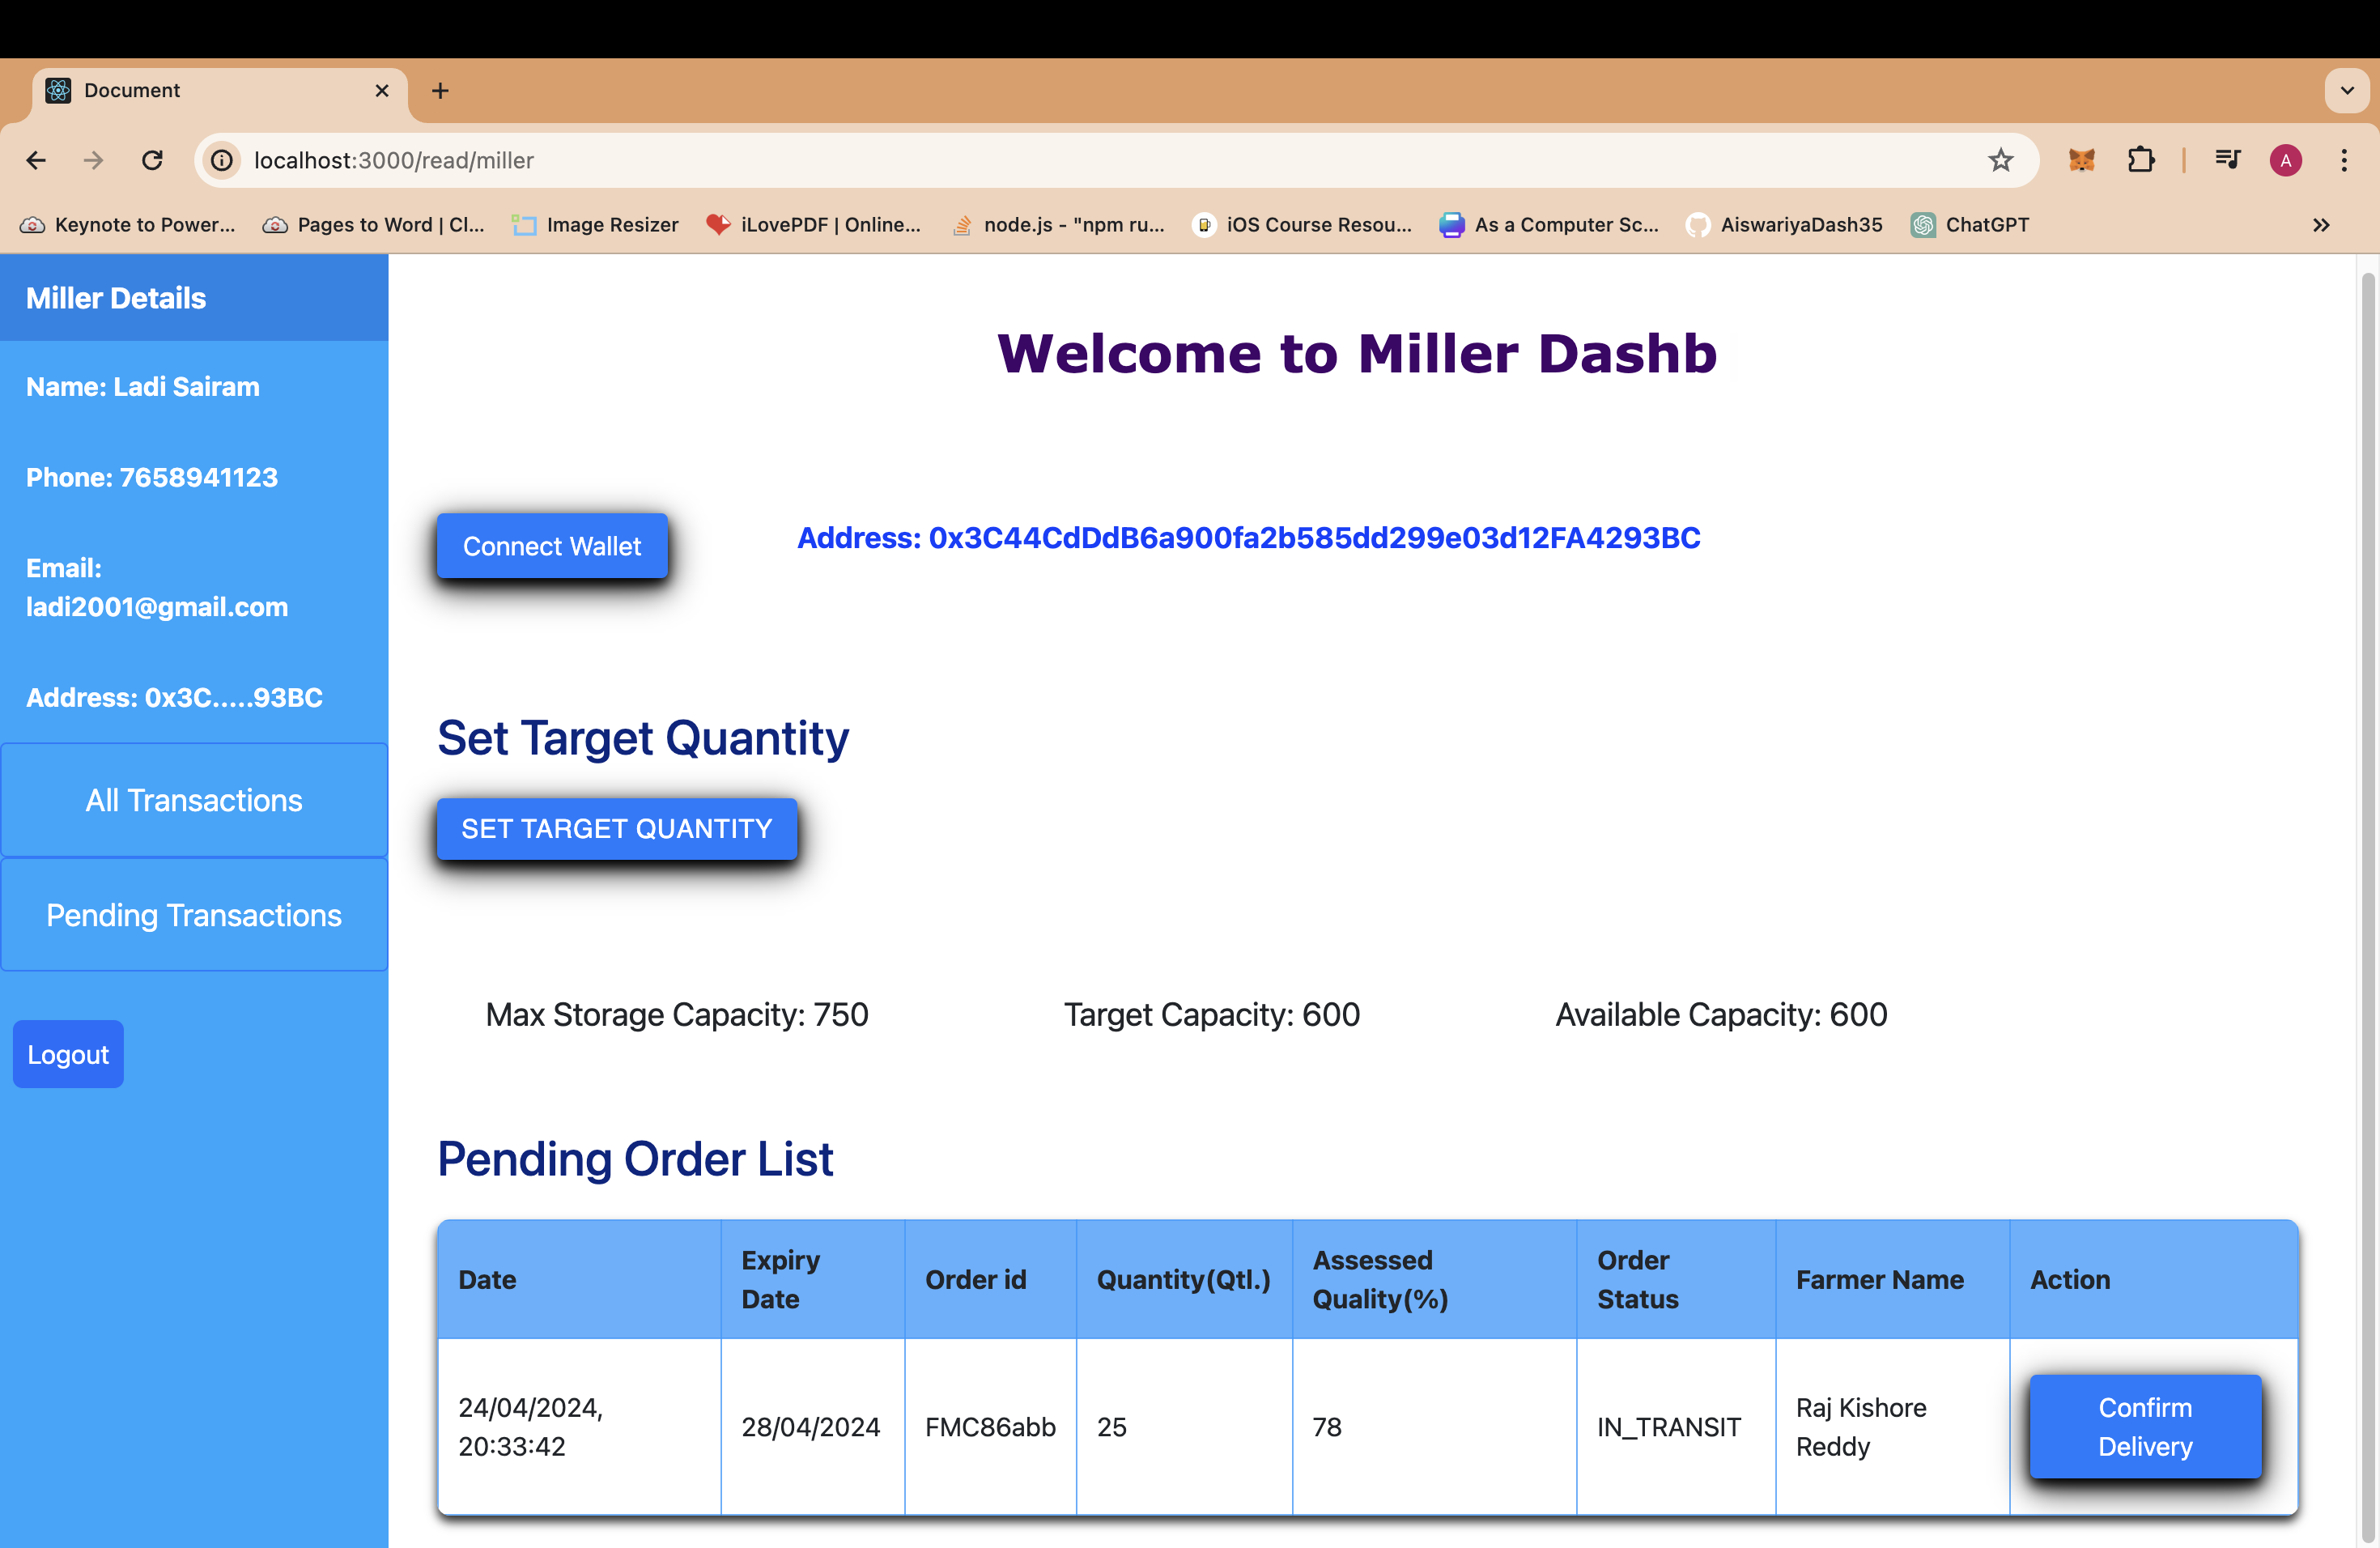 Document
localhost:3000/read/miller
A
Keynote to Power...
Pages to Word | Cl...
Image Resizer
iLovePDF | Online...
node.js - "npm ru...
iOS Course Resou...
As a Computer Sc...
AiswariyaDash35
ChatGPT
Miller Details
Name: Ladi Sairam
Phone: 7658941123
Email:
ladi2001@gmail.com
Address: 0x3C.....93BC
All Transactions
Pending Transactions
Logout
Welcome to Miller Dashb
Connect Wallet
Address: 0x3C44CdDdB6a900fa2b585dd299e03d12FA4293BC
Set Target Quantity
SET TARGET QUANTITY
Max Storage Capacity: 750
Target Capacity: 600
Available Capacity: 600
Pending Order List
Date
Expiry
Date
Order id
Quantity(Qtl.)
Assessed
Quality(%)
Order
Status
Farmer Name
Action
24/04/2024,
20:33:42
28/04/2024
FMC86abb
25
78
IN_TRANSIT
Raj Kishore
Reddy
Confirm
Delivery